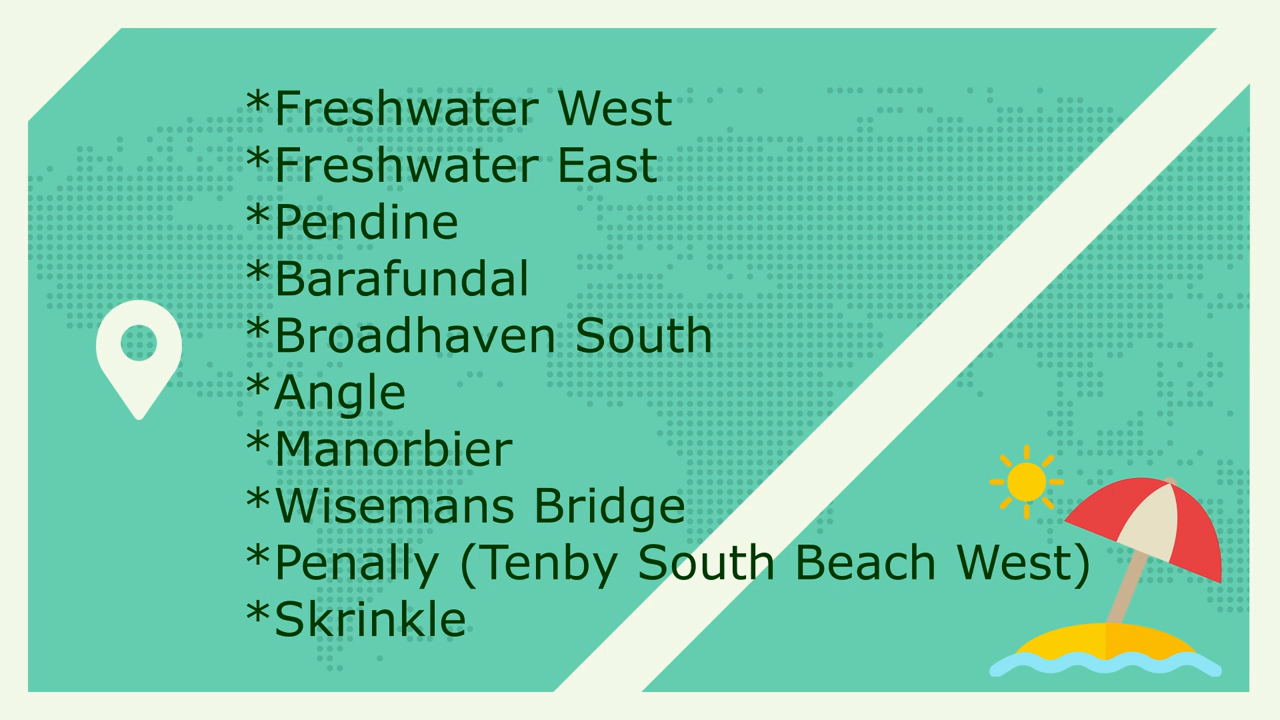 *Freshwater West
*Freshwater East
*Pendine
*Barafundal
*Broadhaven South
*Angle
*Manorbier
*Wisemans Bridge
*Penally (Tenby South Beach West)
*Skrinkle